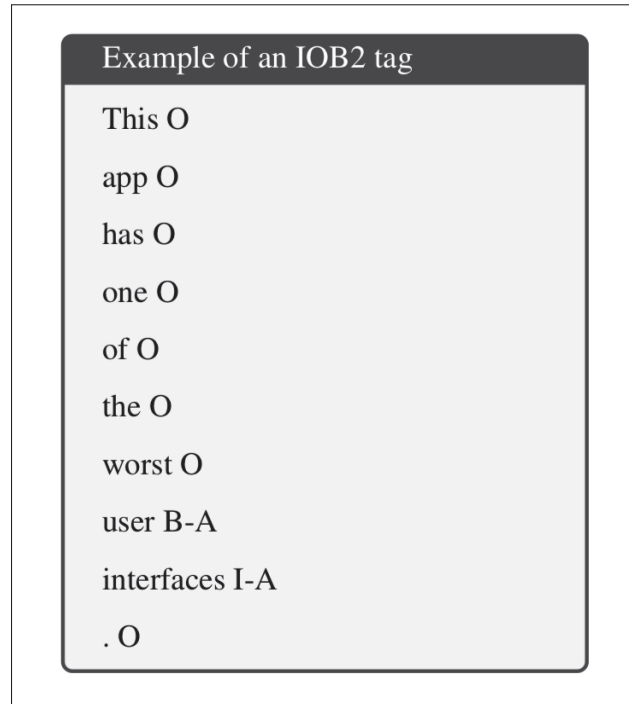 Example of an IOB2 tag
This O
app O
has O
one O
of O
the O
worst O
user B-A
interfaces I-A
. O